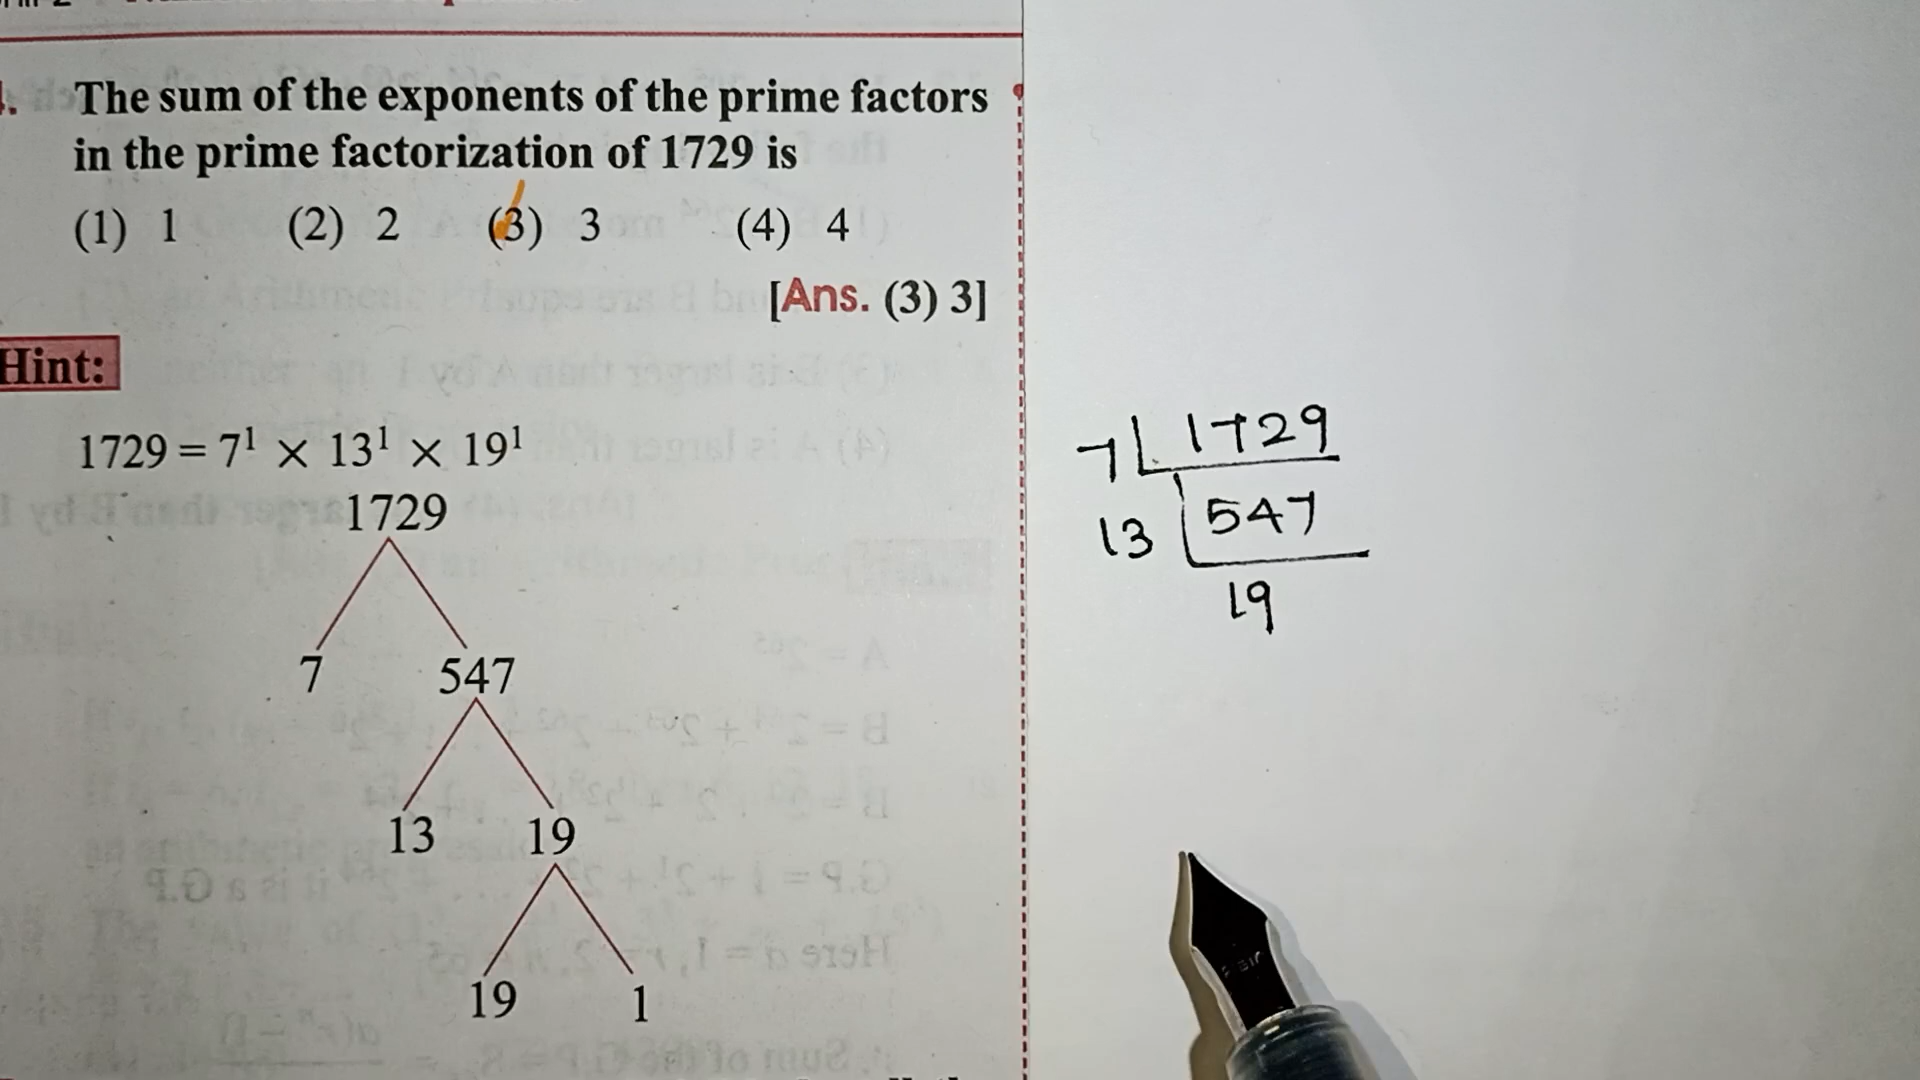 The sum of the exponents of the prime factors
in the prime factorization of 1729 is
(1) 1 (2) 2 (3) 3 (4) 4
[Ans. (3) 3]
Hint:
1729 = 7¹ × 13¹ × 19¹
1729
7 547
13 19
19 1
7 1729
13 547
19